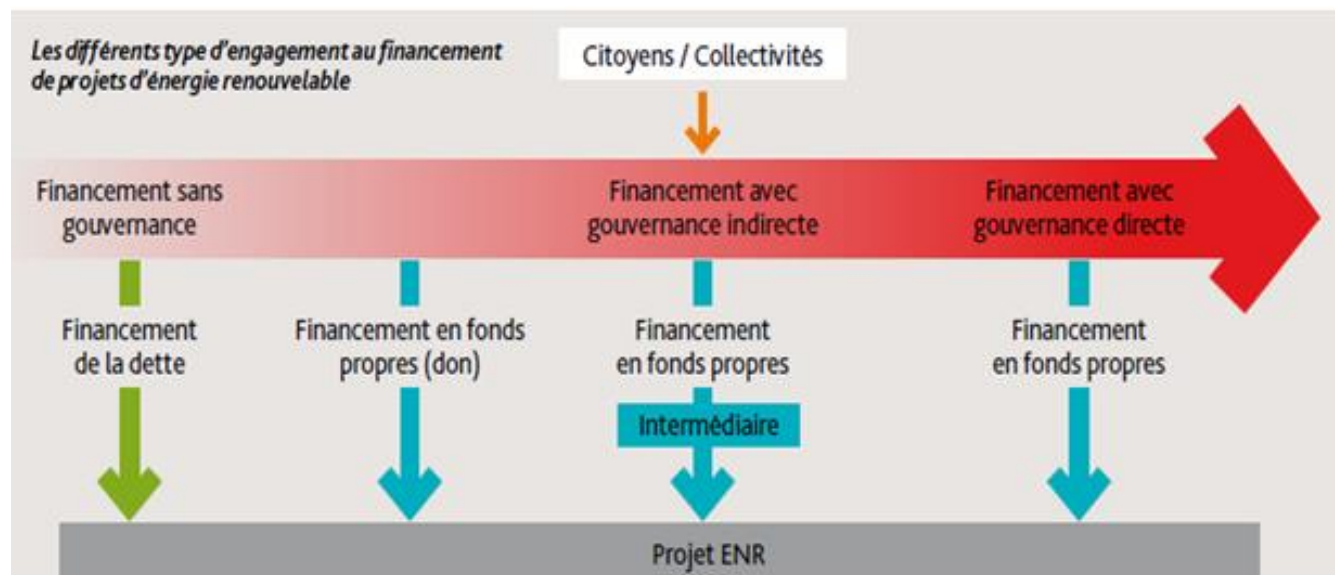 Les différents type d'engagement au financement
de projets d'énergie renouvelable
Citoyens / Collectivités
Financement sans
gouvernance
Financement avec
gouvernance indirecte
Financement avec
gouvernance directe
Financement
de la dette
Financement en fonds
propres (don)
Financement
en fonds propres
Intermédiaire
Financement
en fonds propres
Projet ENR